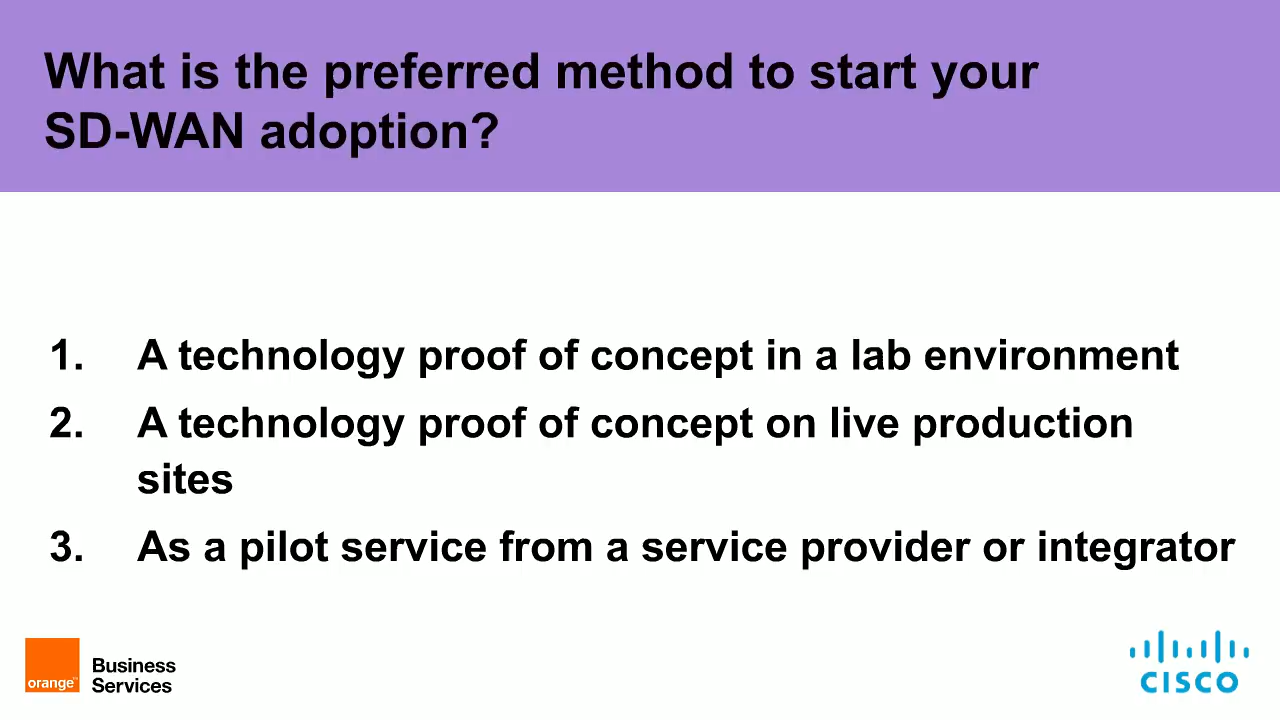 What is the preferred method to start your
SD-WAN adoption?
1. A technology proof of concept in a lab environment
2. A technology proof of concept on live production
sites
3. As a pilot service from a service provider or integrator
orange™
Business
Services
CISCO